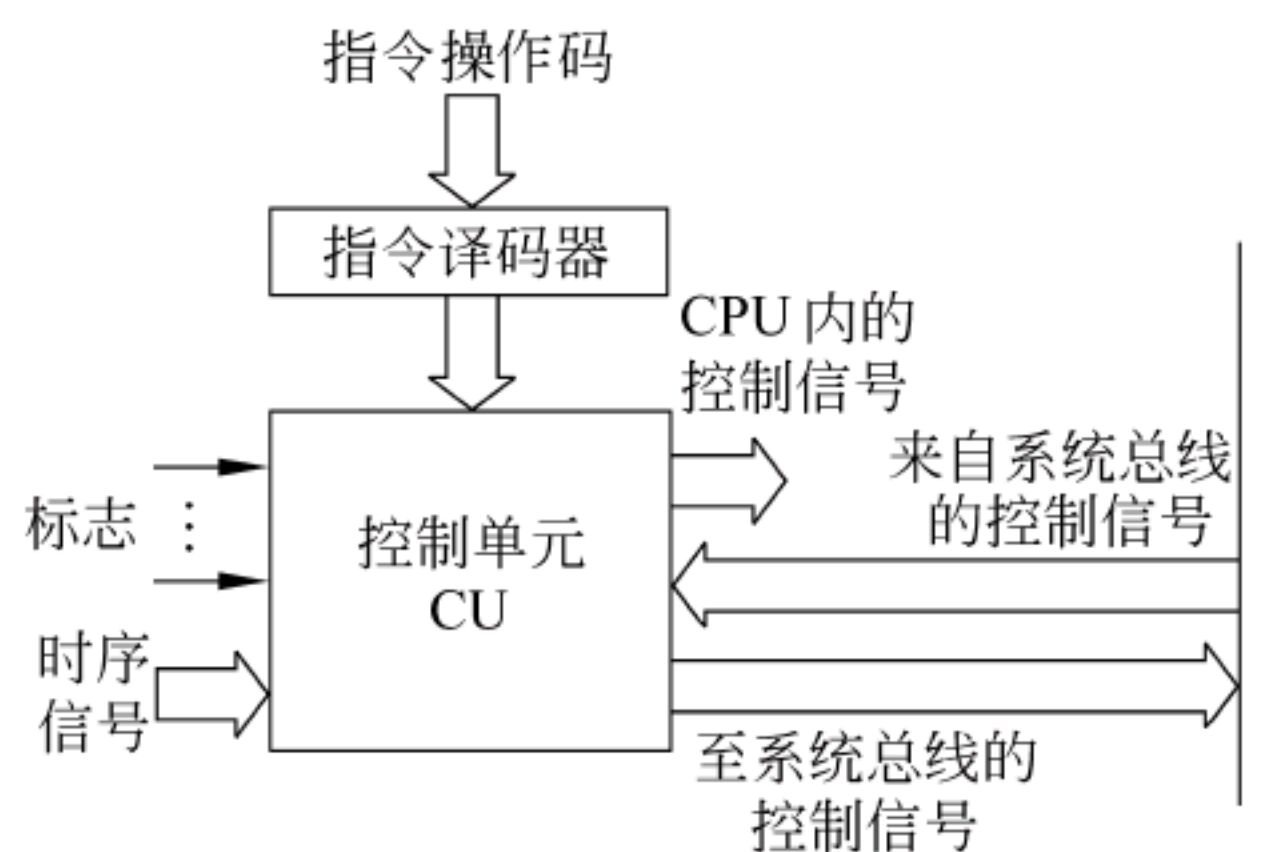 指令操作码
指令译码器
CPU 内的
控制信号
来自系统总线
的控制信号
标志
⋮
控制单元
CU
时序
信号
至系统总线的
控制信号